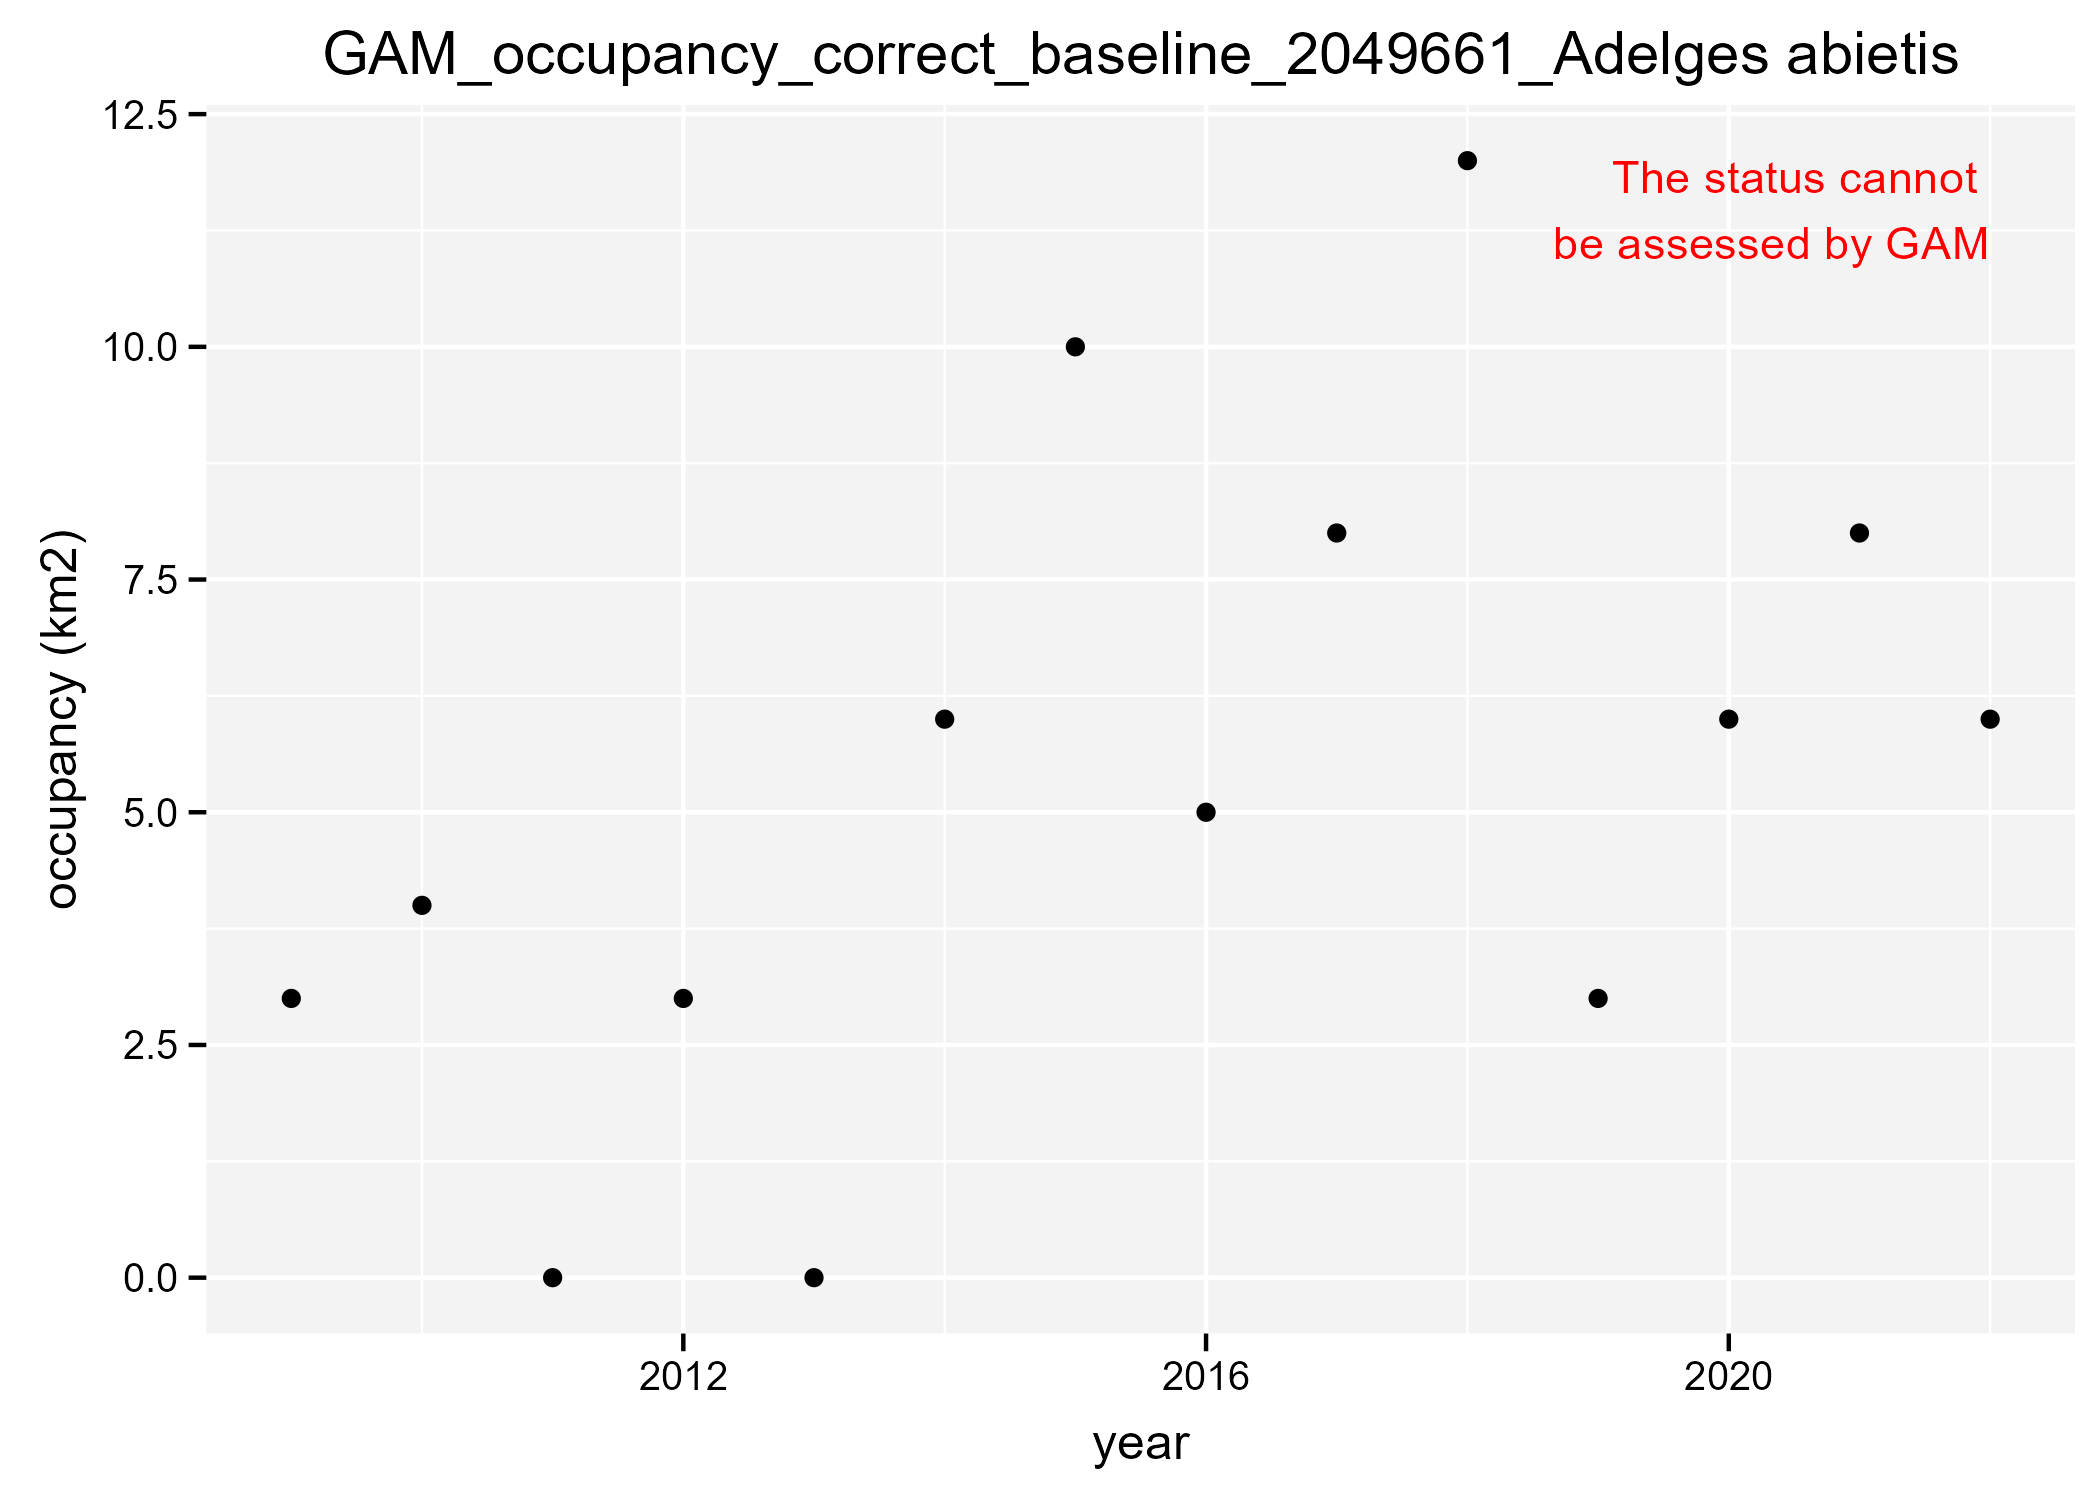 GAM_occupancy_correct_baseline_2049661_Adelges abietis
12.5
The status cannot
be assessed by GAM
10.0
7.5
occupancy (km2)
5.0
2.5
0.0
2012 2016 2020
year